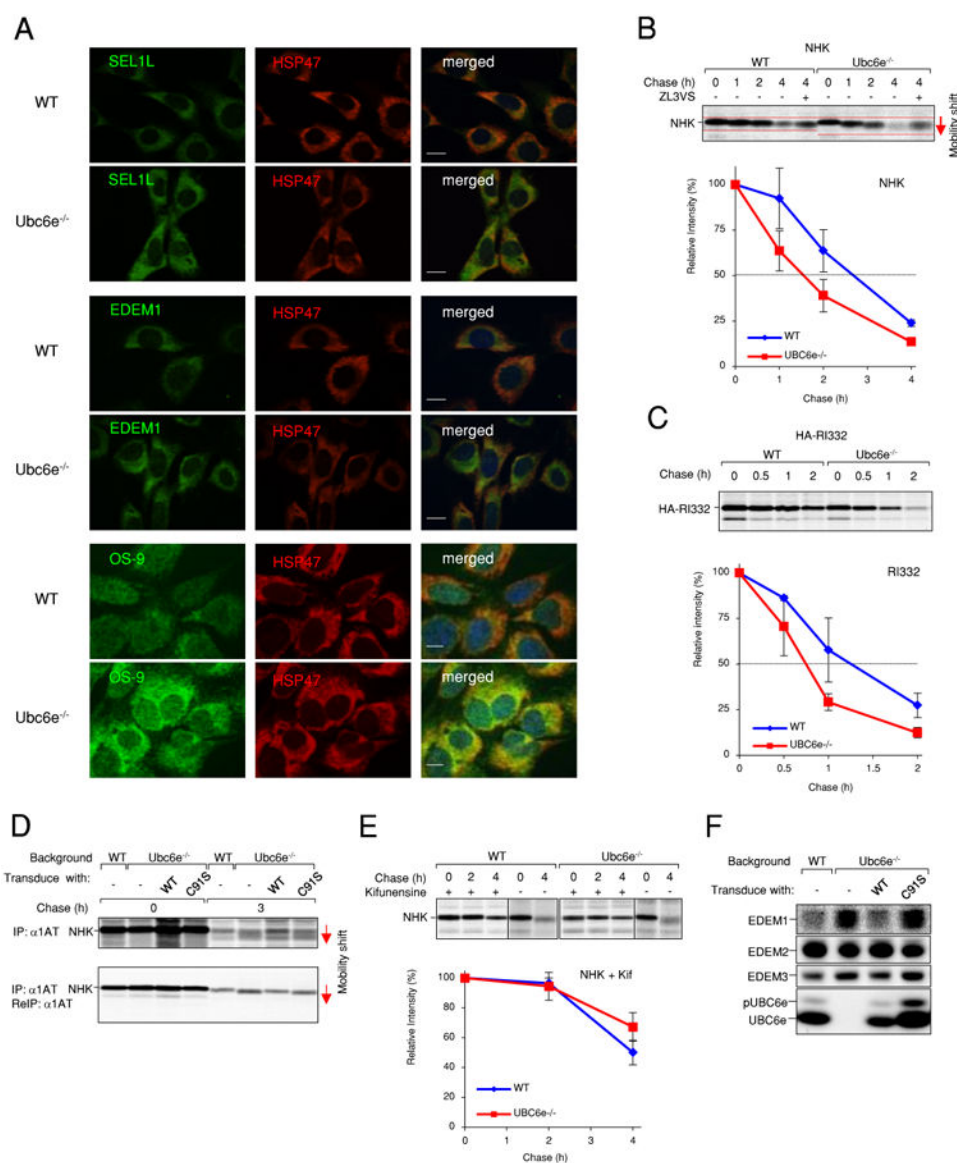 A
SEL1L HSP47 merged
WT
SEL1L HSP47 merged
Ubc6e-/-
EDEM1 HSP47 merged
WT
EDEM1 HSP47 merged
Ubc6e-/-
OS-9 HSP47 merged
WT
OS-9 HSP47 merged
Ubc6e-/-
B
NHK
WT Ubc6e-/-
Chase (h) 0 1 2 4 4 0 1 2 4 4
ZL3VS - - - - + - - - - +
NHK
Mobility shift
NHK
Relative Intensity (%)
100
75
50
25
0
WT
UBC6e-/-
0 1 2 3 4
Chase (h)
C
HA-RI332
WT Ubc6e-/-
Chase (h) 0 0.5 1 2 0 0.5 1 2
HA-RI332
RI332
Relative intensity (%)
100
75
50
25
0
WT
UBC6e-/-
0 0.5 1 1.5 2
Chase (h)
D
Background WT Ubc6e-/- WT Ubc6e-/-
Transduce with: - - WT C91S - - WT C91S
Chase (h) 0 3
IP: α1AT NHK
IP: α1AT NHK
ReIP: α1AT
Mobility shift
E
WT Ubc6e-/-
Chase (h) 0 2 4 0 4 0 2 4 0 4
Kifunensine + + + - - + + + - -
NHK
NHK + Kif
Relative Intensity (%)
100
80
60
40
20
0
WT
UBC6e-/-
0 1 2 3 4
Chase (h)
F
Background WT Ubc6e-/-
Transduce with: - - WT C91S
EDEM1
EDEM2
EDEM3
pUBC6e
UBC6e